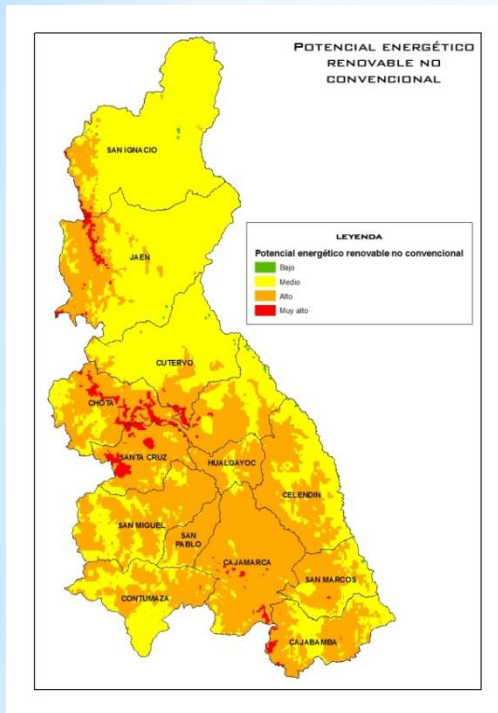 POTENCIAL ENERGÉTICO
RENOVABLE NO
CONVENCIONAL
SAN IGNACIO
JAEN
LEYENDA
Potencial energético renovable no convencional
Bajo
Medio
Alto
Muy alto
CUTERVO
CHOTA
SANTA CRUZ
HUALGAYOC
CELENDIN
SAN MIGUEL
SAN
PABLO
CAJAMARCA
SAN MARCOS
CONTUMAZA
CAJABAMBA